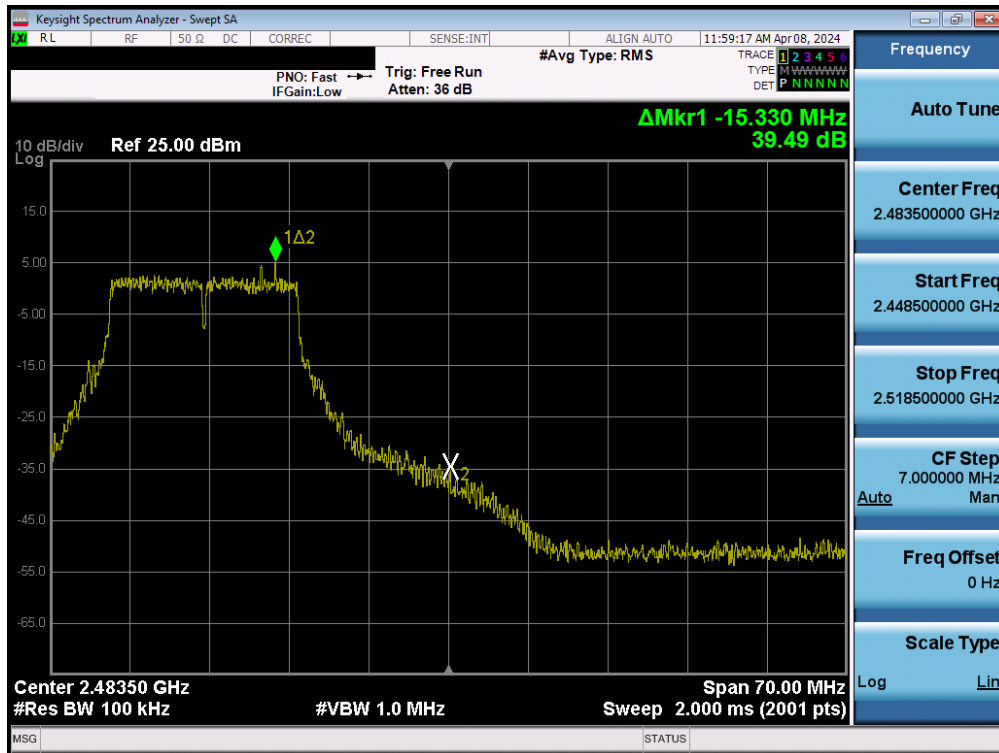 Keysight Spectrum Analyzer - Swept SA
LXI RL RF 50 Ω DC CORREC SENSE:INT ALIGN AUTO 11:59:17 AM Apr 08, 2024
PNO: Fast
IFGain:Low
Trig: Free Run
Atten: 36 dB
#Avg Type: RMS
TRACE 1 2 3 4 5 6
TYPE M WWWWW
DET P N N N N N
ΔMkr1 -15.330 MHz
39.49 dB
10 dB/div
Log
Ref 25.00 dBm
15.0
5.00
-5.00
-15.0
-25.0
-35.0
-45.0
-55.0
-65.0
1Δ2
X2
Center 2.48350 GHz
Span 70.00 MHz
#Res BW 100 kHz
#VBW 1.0 MHz
Sweep 2.000 ms (2001 pts)
MSG
STATUS
Frequency
Auto Tune
Center Freq
2.483500000 GHz
Start Freq
2.448500000 GHz
Stop Freq
2.518500000 GHz
CF Step
7.000000 MHz
Auto Man
Freq Offset
0 Hz
Scale Type
Log Lin